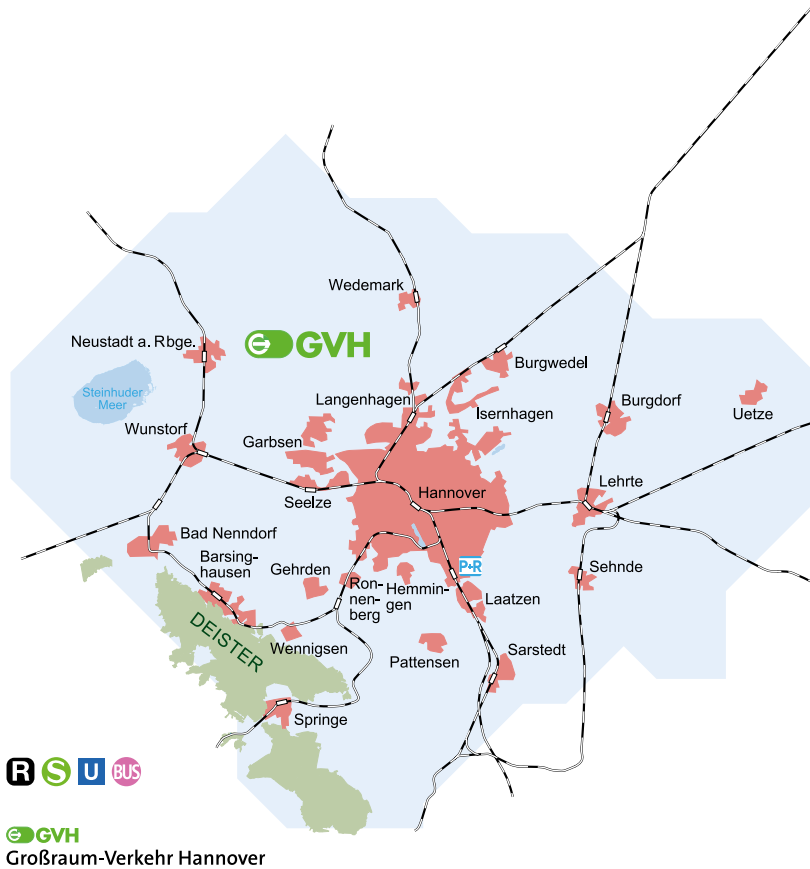 Wedemark
Neustadt a. Rbge.
GVH
Burgwedel
Steinhuder
Meer
Langenhagen
Isernhagen
Burgdorf
Uetze
Wunstorf
Garbsen
Seelze
Hannover
Lehrte
Bad Nenndorf
Barsing-
hausen
Gehrden
Ron-
nen-
berg
Hemmin-
gen
P+R
Laatzen
Sehnde
DEISTER
Wennigsen
Pattensen
Sarstedt
Springe
R S U BUS
GVH
Großraum-Verkehr Hannover